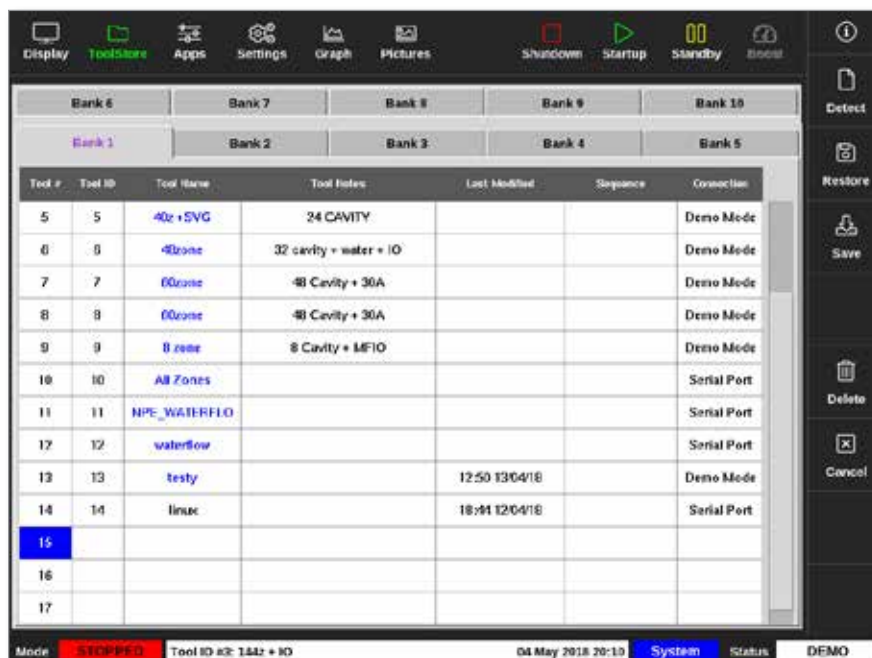 Display ToolStore Apps Settings Graph Pictures Shutdown Startup Standby Boost
Bank 6 Bank 7 Bank 8 Bank 9 Bank 10
Bank 1 Bank 2 Bank 3 Bank 4 Bank 5
Tool # Tool ID Tool Name Tool Notes Last Modified Sequence Connection
5 5 40z +SVG 24 CAVITY Demo Mode
6 6 48zone 32 cavity + water + IO Demo Mode
7 7 60zone 48 Cavity + 30A Demo Mode
8 8 60zone 48 Cavity + 30A Demo Mode
9 9 8 zone 8 Cavity + MFIO Demo Mode
10 10 All Zones Serial Port
11 11 NPE_WATERFLO Serial Port
12 12 waterflow Serial Port
13 13 testy 12:50 13/04/18 Demo Mode
14 14 linux 18:44 12/04/18 Serial Port
15
16
17
Detect
Restore
Save
Delete
Cancel
Mode STOPPED Tool ID #3: 144z + IO 04 May 2018 20:10 System Status DEMO